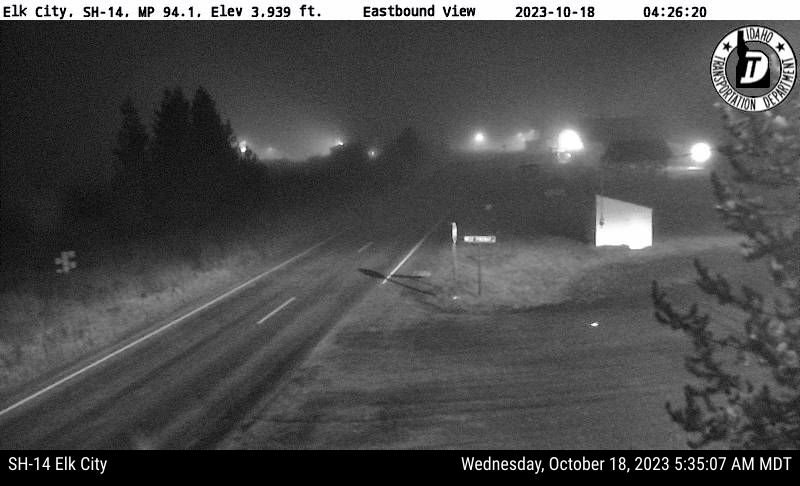 Elk City, SH-14, MP 94.1, Elev 3,939 ft. Eastbound View 2023-10-18 04:26:20
IDAHO
TRANSPORTATION DEPARTMENT
SH-14 Elk City
Wednesday, October 18, 2023 5:35:07 AM MDT